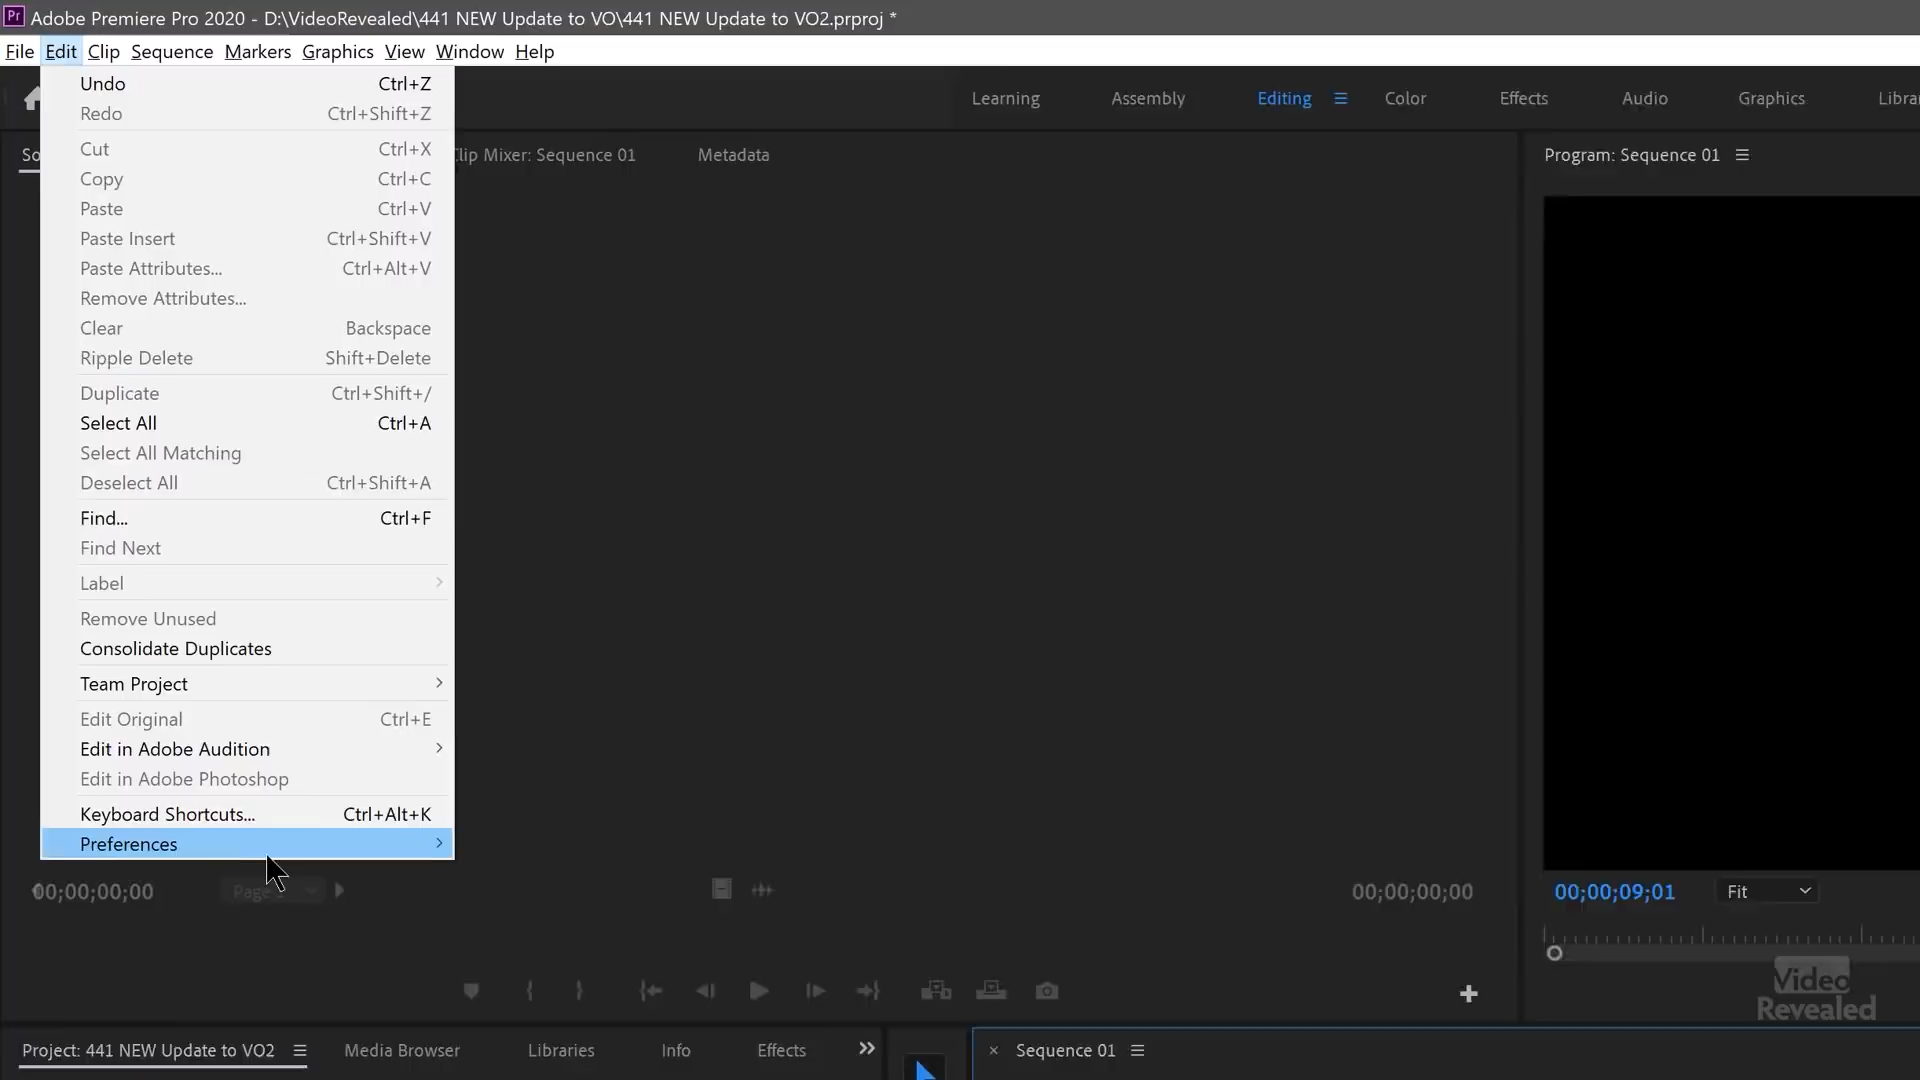 Pr Adobe Premiere Pro 2020 - D:\VideoRevealed\441 NEW Update to VO\441 NEW Update to VO2.prproj *
File Edit Clip Sequence Markers Graphics View Window Help
Learning Assembly Editing Color Effects Audio Graphics Librar
So Clip Mixer: Sequence 01 Metadata Program: Sequence 01
Undo Ctrl+Z
Redo Ctrl+Shift+Z
Cut Ctrl+X
Copy Ctrl+C
Paste Ctrl+V
Paste Insert Ctrl+Shift+V
Paste Attributes... Ctrl+Alt+V
Remove Attributes...
Clear Backspace
Ripple Delete Shift+Delete
Duplicate Ctrl+Shift+/
Select All Ctrl+A
Select All Matching
Deselect All Ctrl+Shift+A
Find... Ctrl+F
Find Next
Label
Remove Unused
Consolidate Duplicates
Team Project
Edit Original Ctrl+E
Edit in Adobe Audition
Edit in Adobe Photoshop
Keyboard Shortcuts... Ctrl+Alt+K
Preferences
00;00;00;00 00;00;00;00 00;00;09;01 Fit
Video
Revealed
Project: 441 NEW Update to VO2 Media Browser Libraries Info Effects Sequence 01